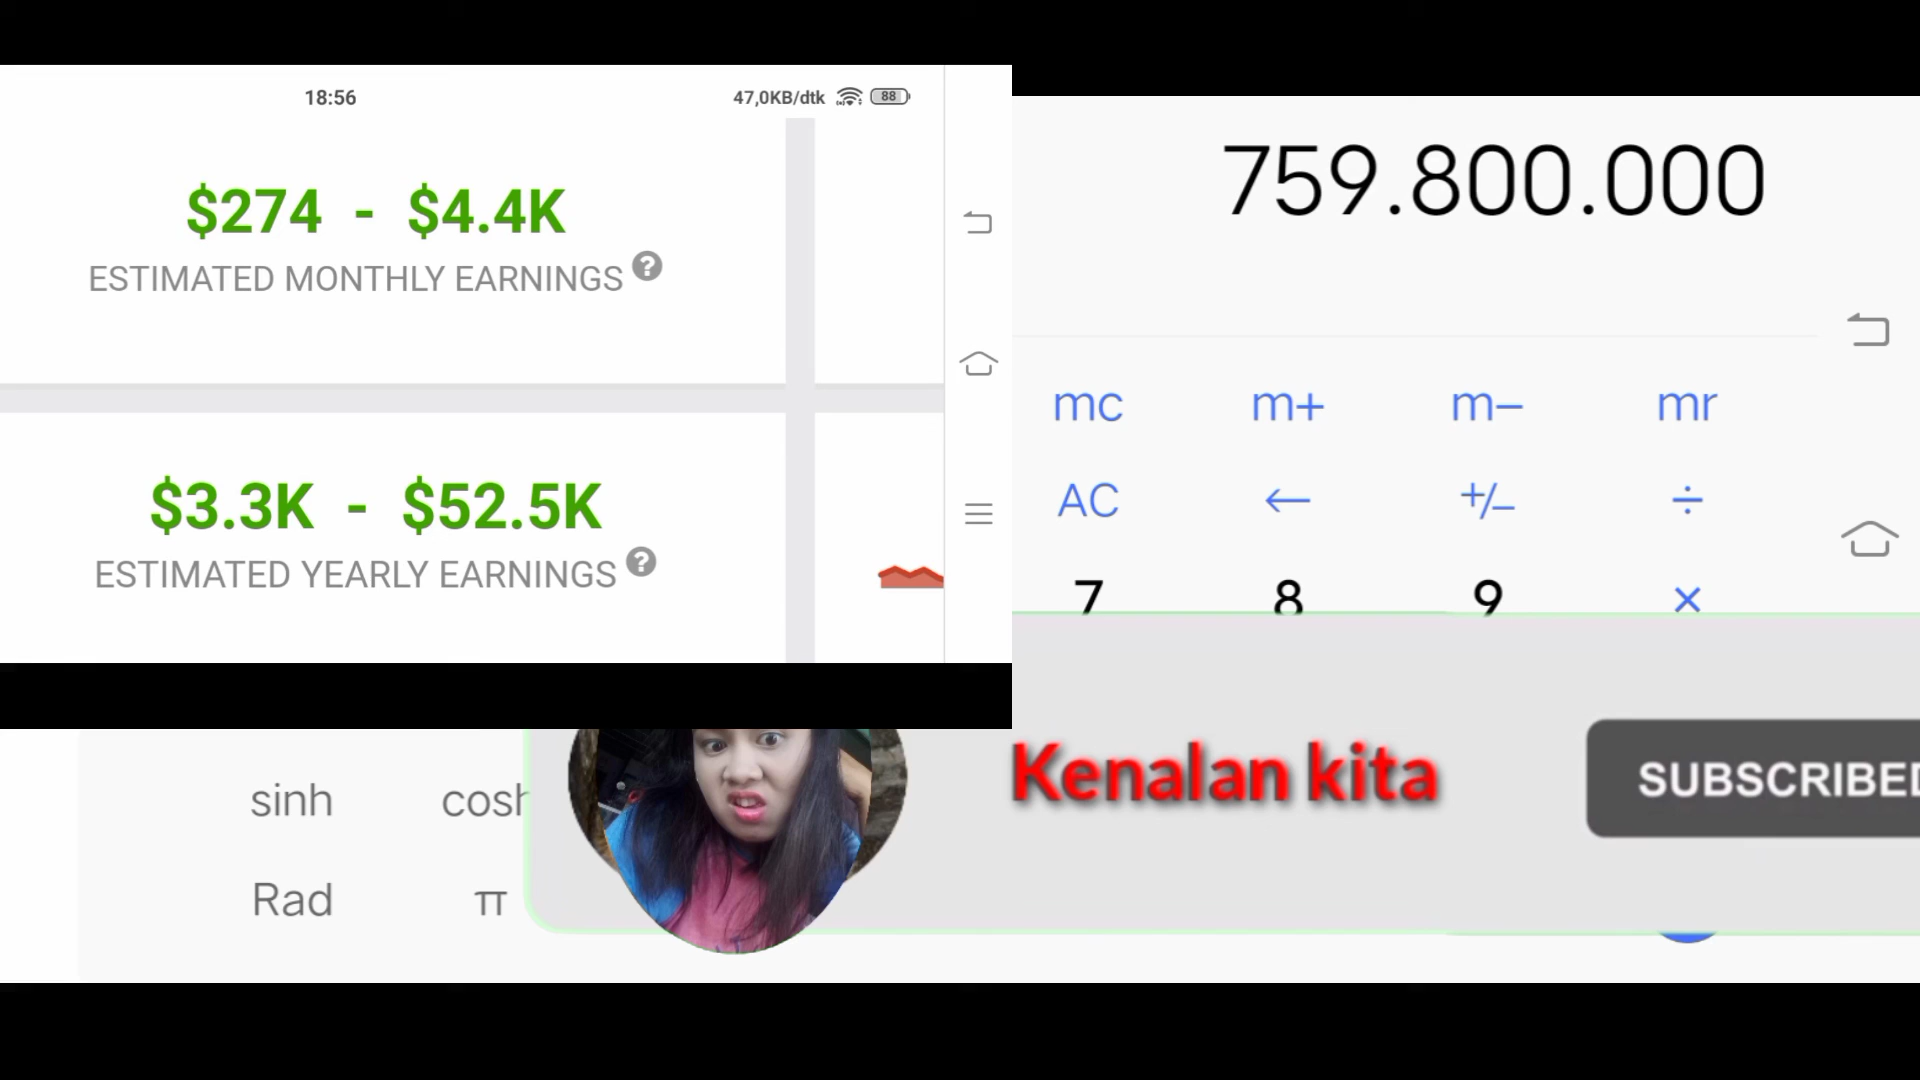 18:56
47,0KB/dtk
88
$274 - $4.4K
ESTIMATED MONTHLY EARNINGS ?
$3.3K - $52.5K
ESTIMATED YEARLY EARNINGS ?
759.800.000
mc m+ m– mr
AC ← +/– ÷
7 8 9 ×
Kenalan kita
SUBSCRIBED
sinh cosh
Rad π